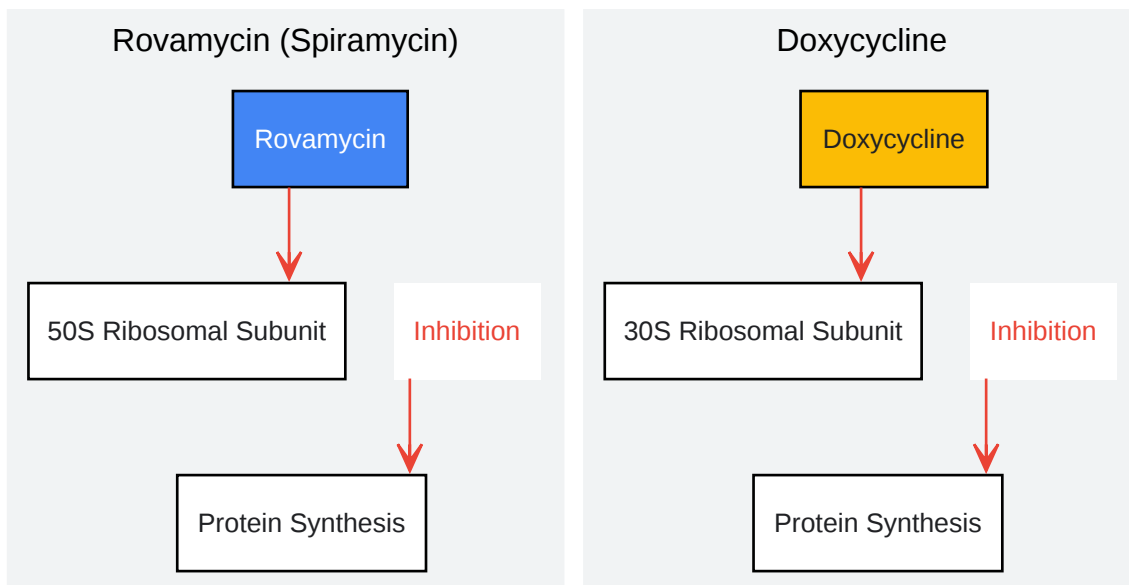 Rovamycin (Spiramycin)
Rovamycin
50S Ribosomal Subunit
Inhibition
Protein Synthesis
Doxycycline
Doxycycline
30S Ribosomal Subunit
Inhibition
Protein Synthesis